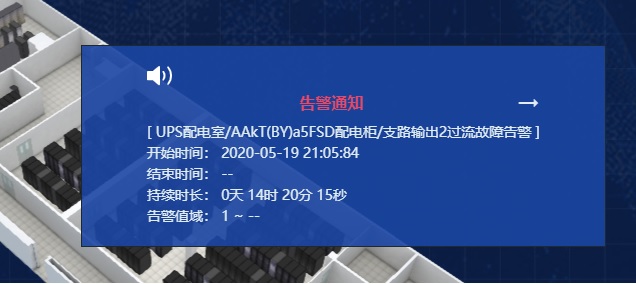 告警通知
[ UPS配电室/AAkT(BY)a5FSD配电柜/支路输出2过流故障告警 ]
开始时间： 2020-05-19 21:05:84
结束时间： --
持续时长： 0天 14时 20分 15秒
告警值域： 1 ~ --